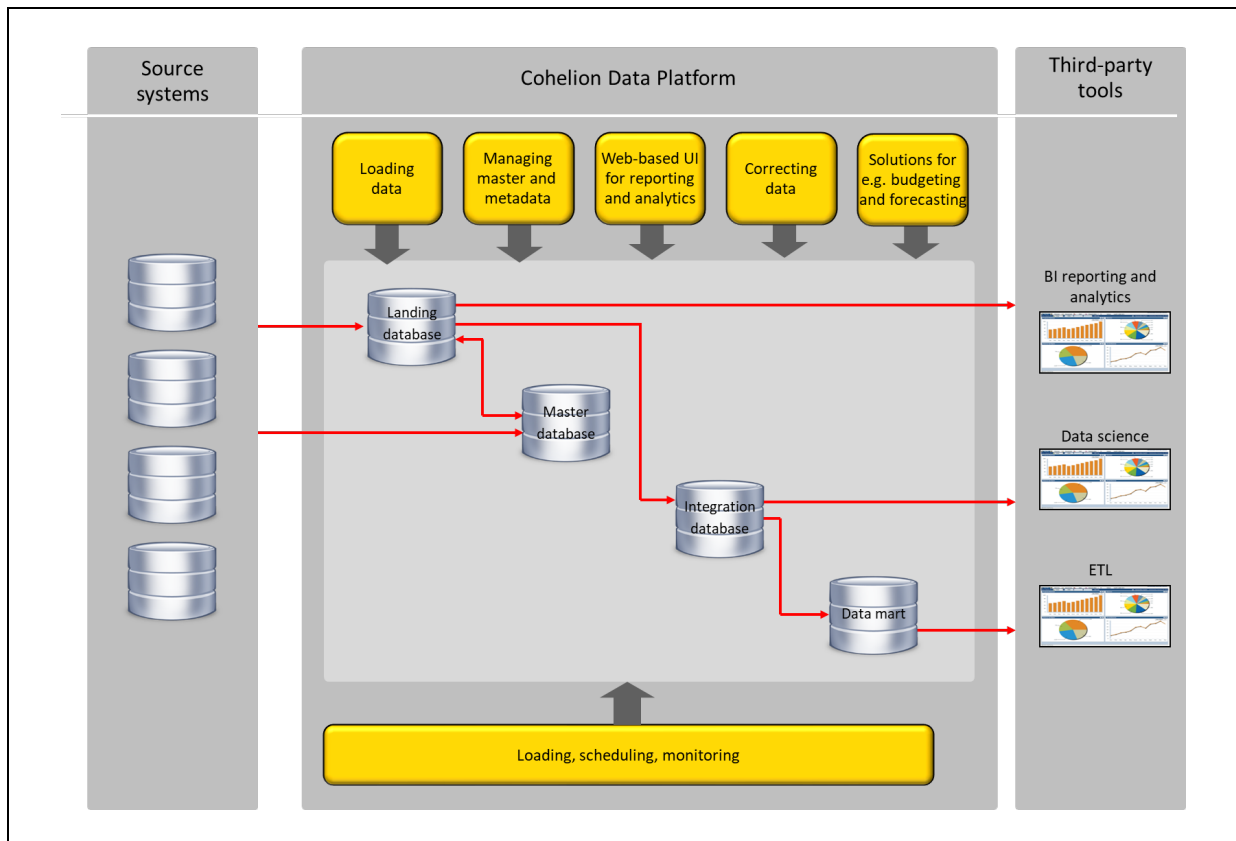 Source
systems
Cohelion Data Platform
Third-party
tools
Loading
data
Managing
master and
metadata
Web-based UI
for reporting
and analytics
Correcting
data
Solutions for
e.g. budgeting
and forecasting
BI reporting and
analytics
Landing
database
Master
database
Data science
Integration
database
ETL
Data mart
Loading, scheduling, monitoring